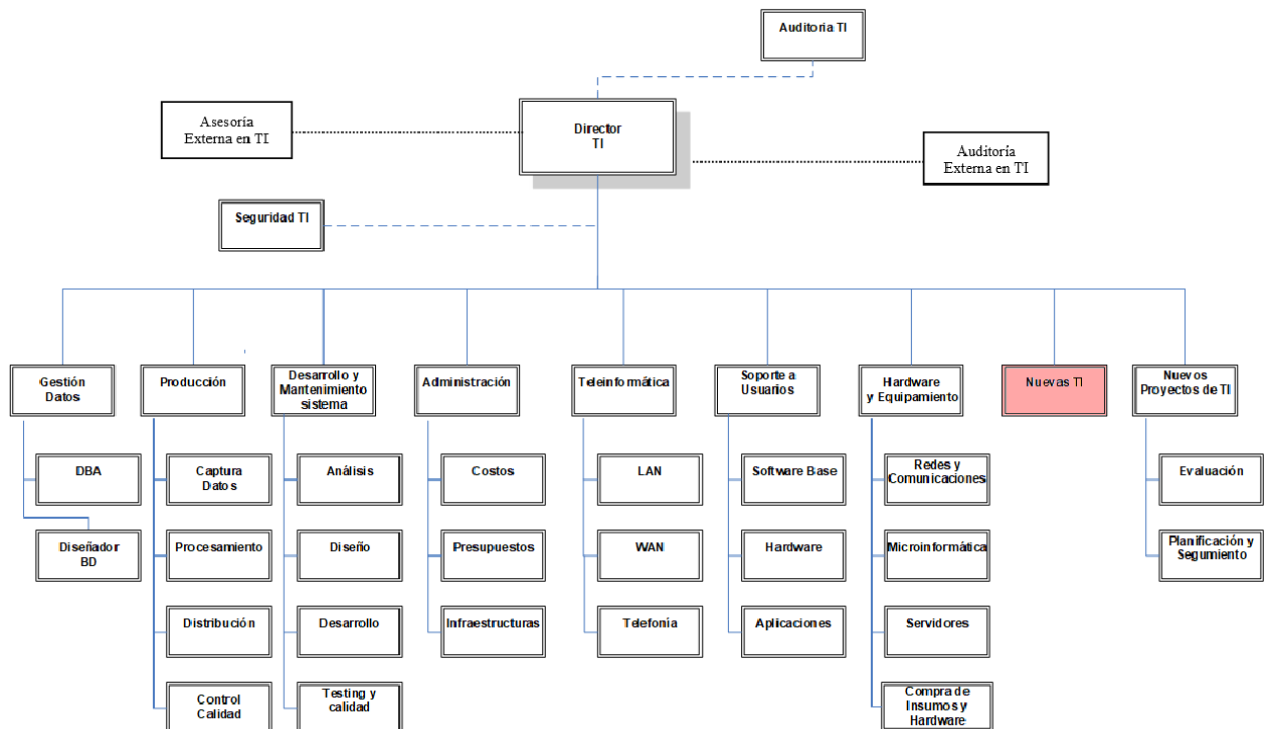 Auditoria TI
Asesoría
Externa en TI
Director
TI
Auditoría
Externa en TI
Seguridad TI
Gestión
Datos
Producción
Desarrollo y
Mantenimiento
sistema
Administración
Teleinformática
Soporte a
Usuarios
Hardware
y Equipamiento
Nuevas TI
Nuevos
Proyectos de TI
DBA
Captura
Datos
Análisis
Costos
LAN
Software Base
Redes y
Comunicaciones
Evaluación
Diseñador
BD
Procesamiento
Diseño
Presupuestos
WAN
Hardware
Microinformática
Planificación y
Segumiento
Distribución
Desarrollo
Infraestructuras
Telefonía
Aplicaciones
Servidores
Control
Calidad
Testing y
calidad
Compra de
Insumos y
Hardware